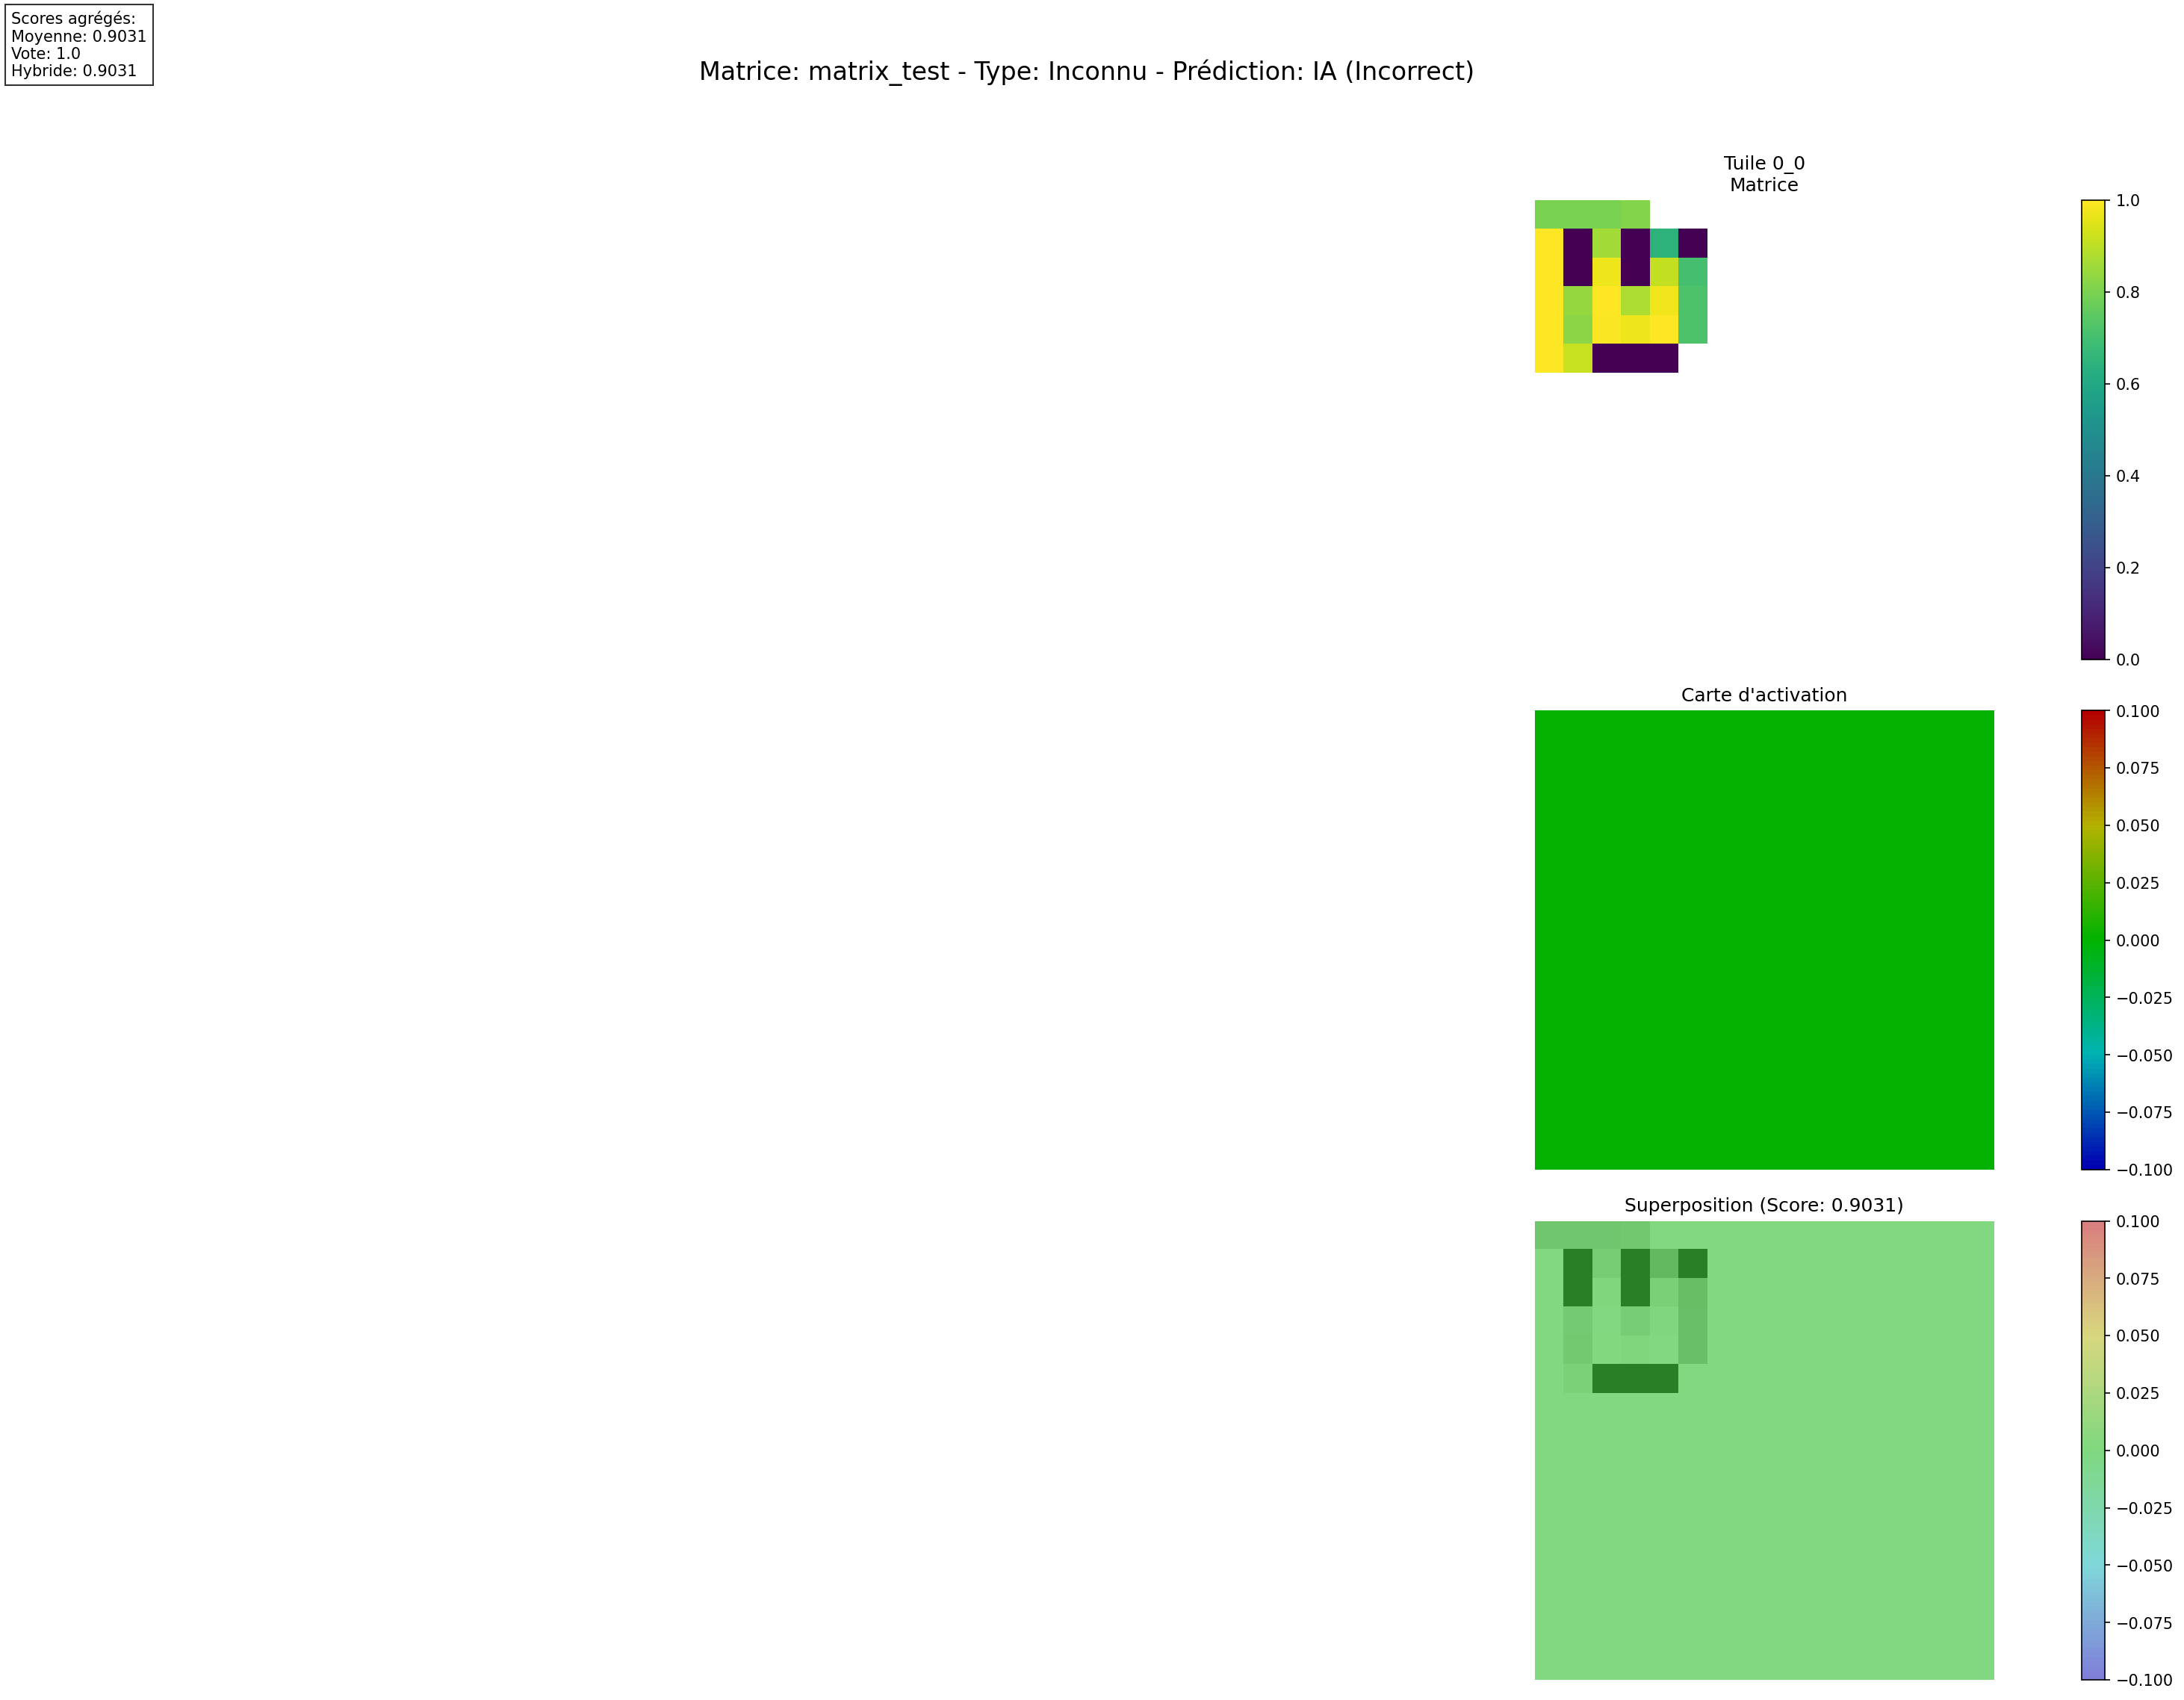 Scores agrégés:
Moyenne: 0.9031
Vote: 1.0
Hybride: 0.9031
Matrice: matrix_test - Type: Inconnu - Prédiction: IA (Incorrect)
Tuile 0_0
Matrice
1.0
0.8
0.6
0.4
0.2
0.0
Carte d'activation
0.100
0.075
0.050
0.025
0.000
−0.025
−0.050
−0.075
−0.100
Superposition (Score: 0.9031)
0.100
0.075
0.050
0.025
0.000
−0.025
−0.050
−0.075
−0.100